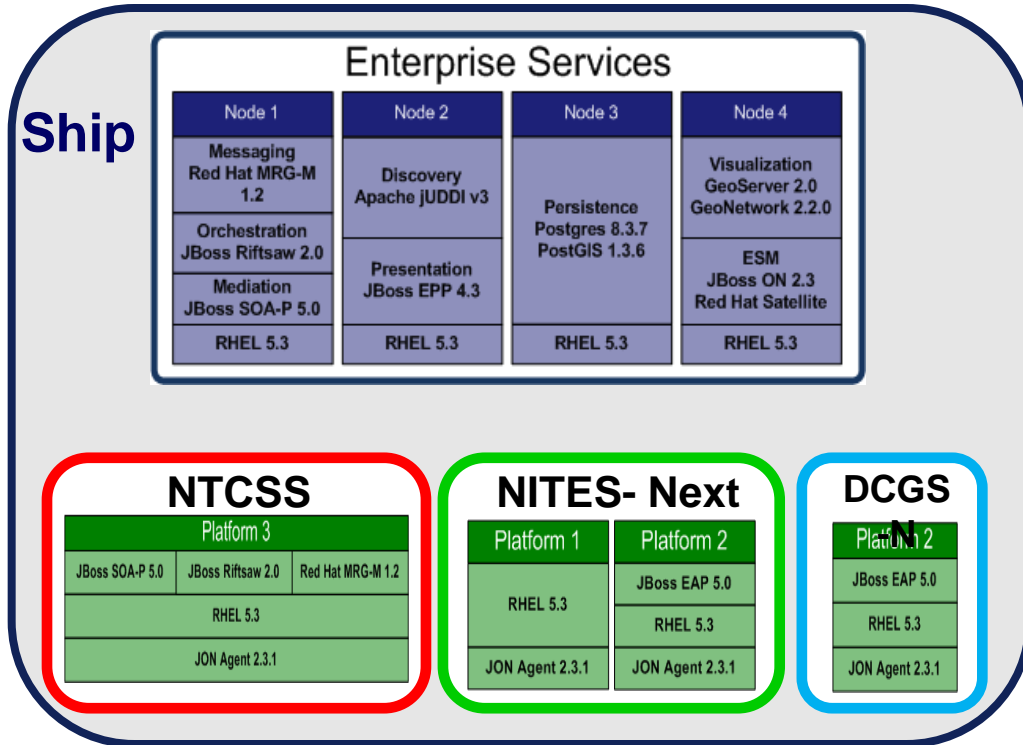 Ship
Enterprise Services
Node 1
Messaging
Red Hat MRG-M
1.2
Orchestration
JBoss Riftsaw 2.0
Mediation
JBoss SOA-P 5.0
RHEL 5.3
Node 2
Discovery
Apache jUDDI v3
Presentation
JBoss EPP 4.3
RHEL 5.3
Node 3
Persistence
Postgres 8.3.7
PostGIS 1.3.6
RHEL 5.3
Node 4
Visualization
GeoServer 2.0
GeoNetwork 2.2.0
ESM
JBoss ON 2.3
Red Hat Satellite
RHEL 5.3
NTCSS
Platform 3
JBoss SOA-P 5.0
JBoss Riftsaw 2.0
Red Hat MRG-M 1.2
RHEL 5.3
JON Agent 2.3.1
NITES- Next
Platform 1
RHEL 5.3
JON Agent 2.3.1
Platform 2
JBoss EAP 5.0
RHEL 5.3
JON Agent 2.3.1
DCGS
-N
Platform 2
JBoss EAP 5.0
RHEL 5.3
JON Agent 2.3.1